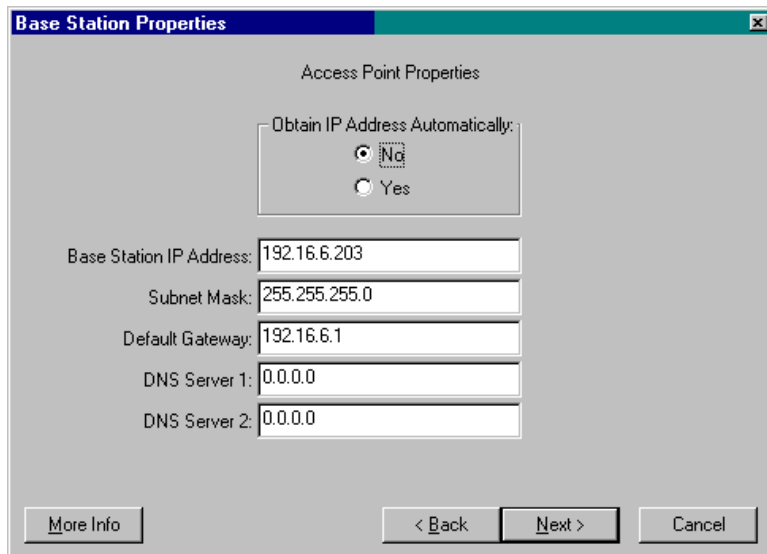 Base Station Properties
Access Point Properties
Obtain IP Address Automatically:
No
Yes
Base Station IP Address: 192.16.6.203
Subnet Mask: 255.255.255.0
Default Gateway: 192.16.6.1
DNS Server 1: 0.0.0.0
DNS Server 2: 0.0.0.0
More Info < Back Next > Cancel